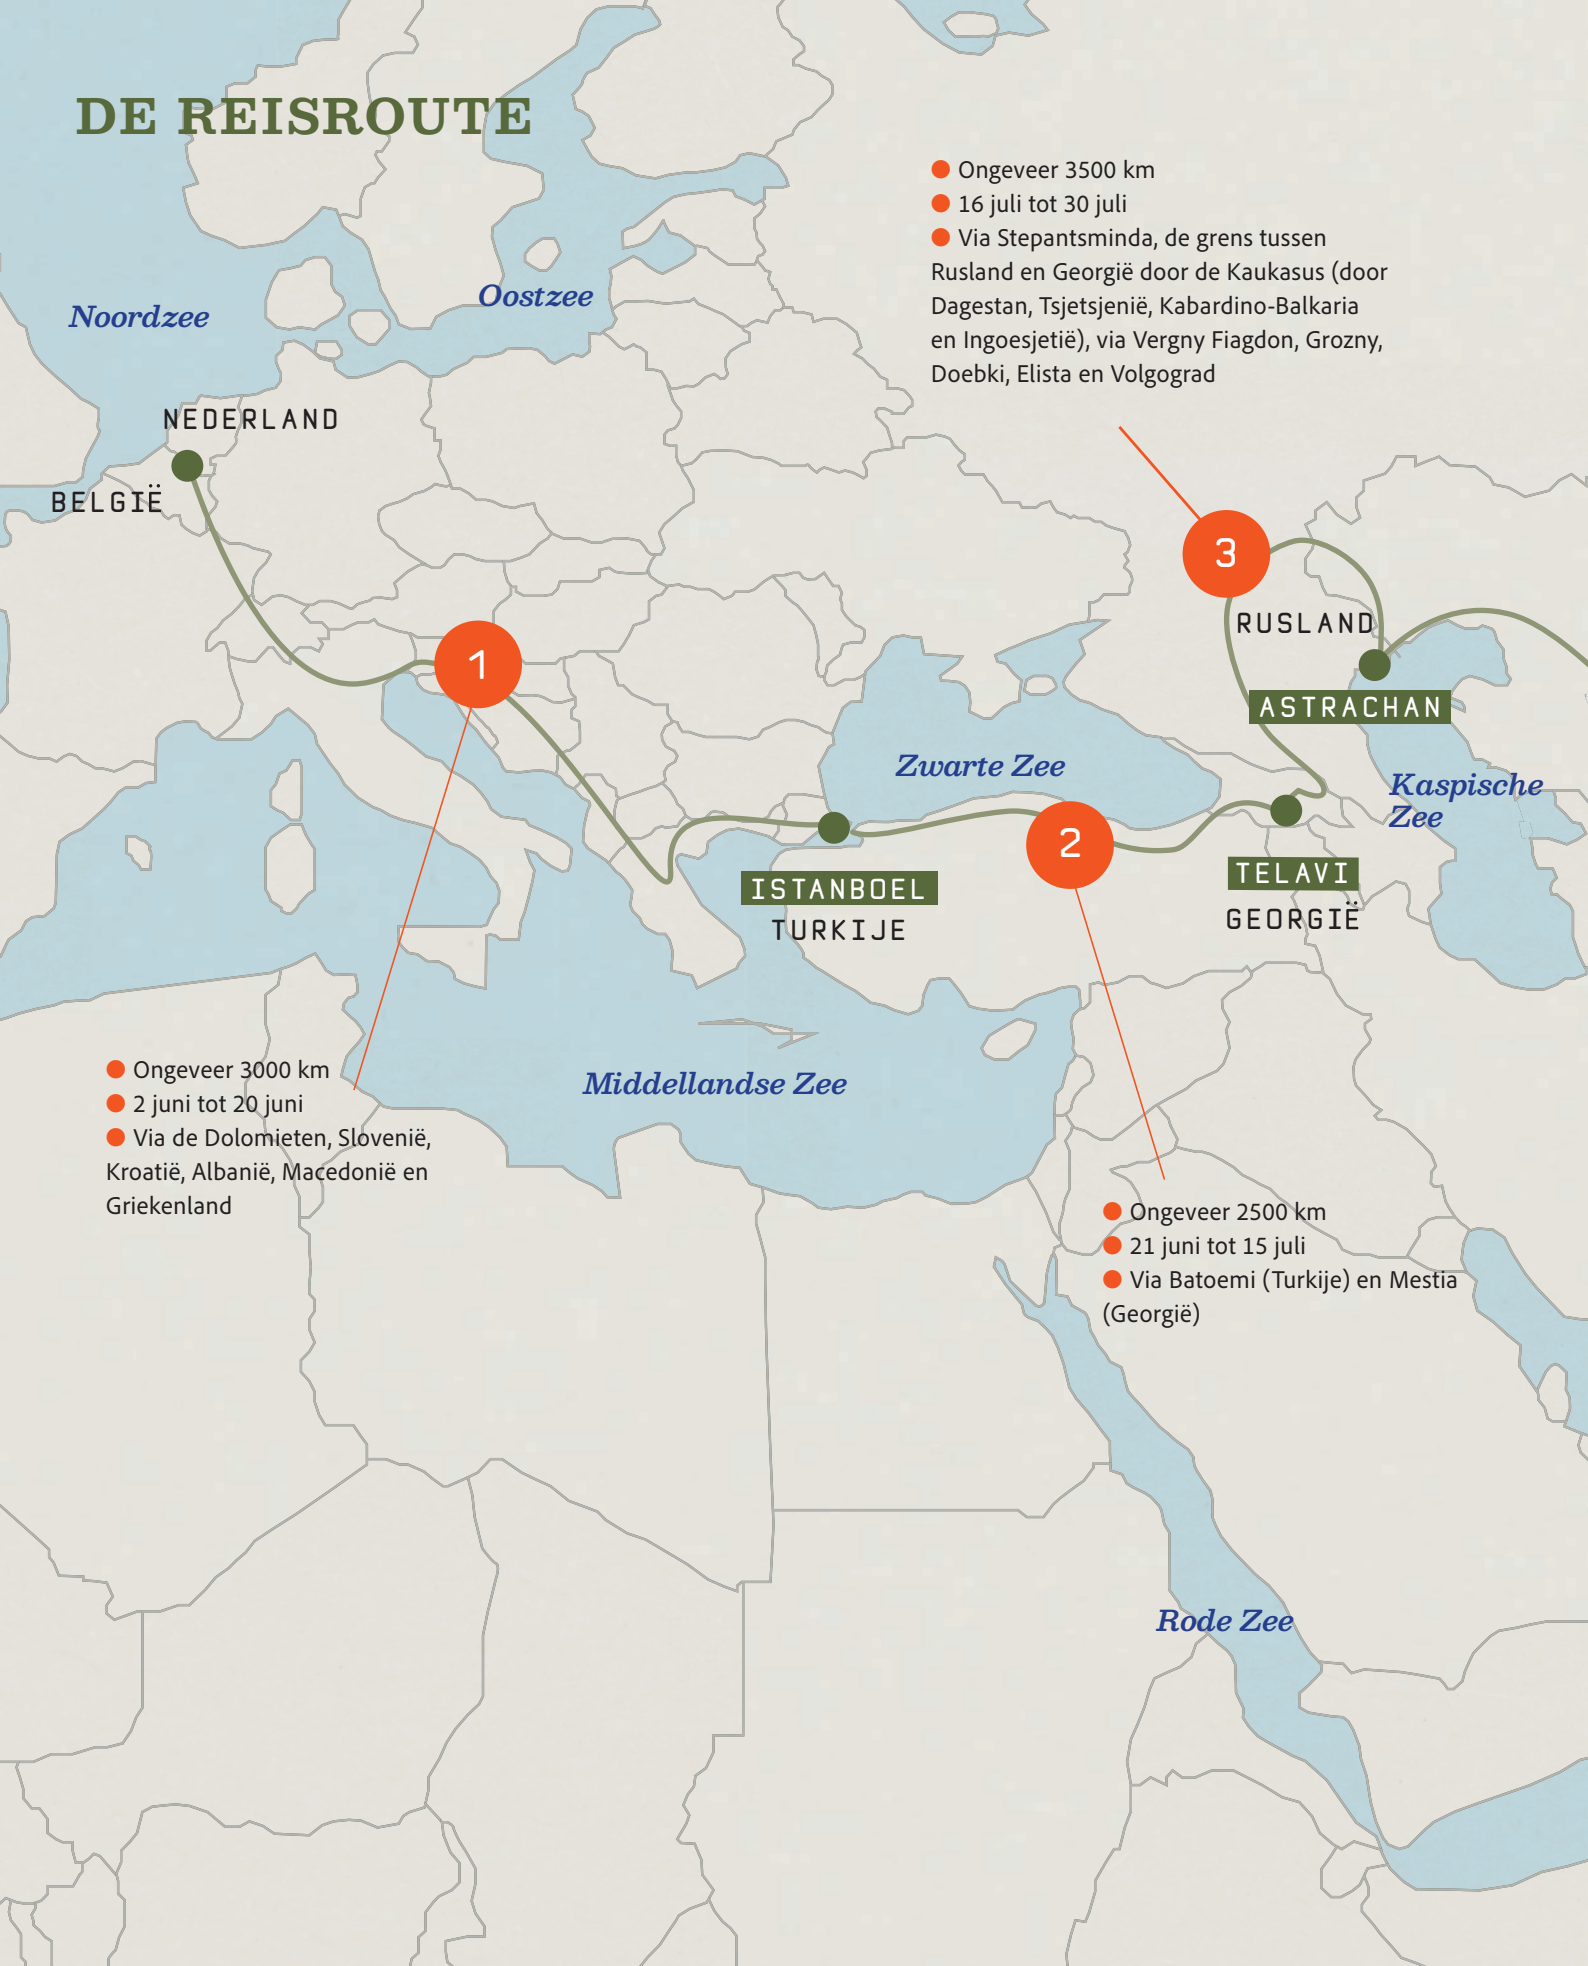 DE REISROUTE
● Ongeveer 3500 km
● 16 juli tot 30 juli
● Via Stepantsminda, de grens tussen
Rusland en Georgië door de Kaukasus (door
Dagestan, Tsjetsjenië, Kabardino-Balkaria
en Ingoesjetië), via Vergny Fiagdon, Grozny,
Doebki, Elista en Volgograd
Oostzee
Noordzee
NEDERLAND
BELGIË
3
RUSLAND
1
ASTRACHAN
Zwarte Zee
Kaspische
Zee
2
ISTANBOEL
TURKIJE
TELAVI
GEORGIË
Middellandse Zee
● Ongeveer 3000 km
● 2 juni tot 20 juni
● Via de Dolomieten, Slovenië,
Kroatië, Albanië, Macedonië en
Griekenland
● Ongeveer 2500 km
● 21 juni tot 15 juli
● Via Batoemi (Turkije) en Mestia
(Georgië)
Rode Zee